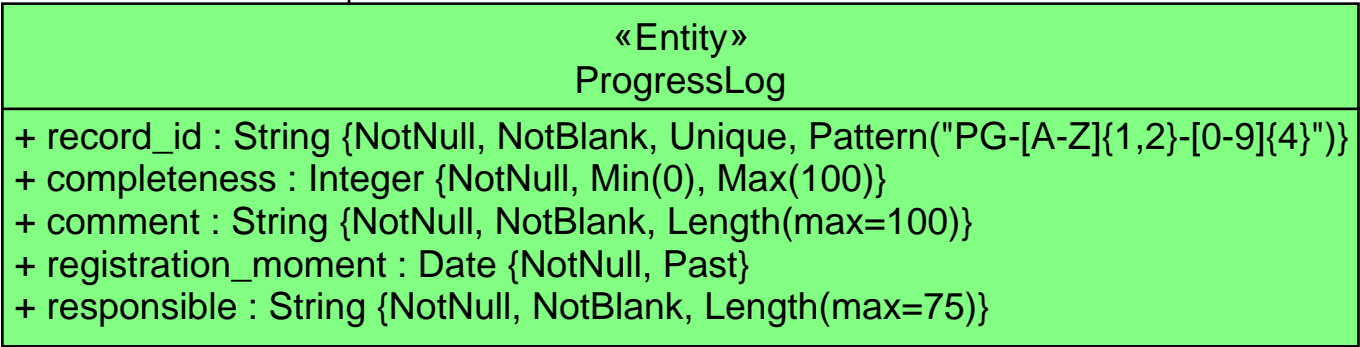 «Entity»
ProgressLog
+ record_id : String {NotNull, NotBlank, Unique, Pattern("PG-[A-Z]{1,2}-[0-9]{4}")}
+ completeness : Integer {NotNull, Min(0), Max(100)}
+ comment : String {NotNull, NotBlank, Length(max=100)}
+ registration_moment : Date {NotNull, Past}
+ responsible : String {NotNull, NotBlank, Length(max=75)}